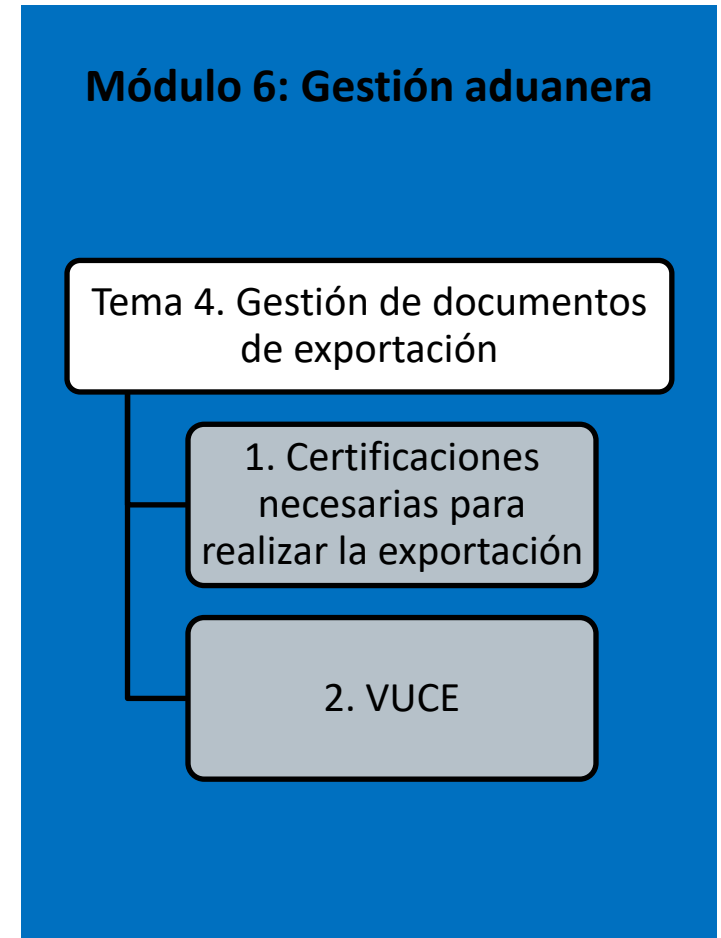 Módulo 6: Gestión aduanera
Tema 4. Gestión de documentos
de exportación
1. Certificaciones
necesarias para
realizar la exportación
2. VUCE